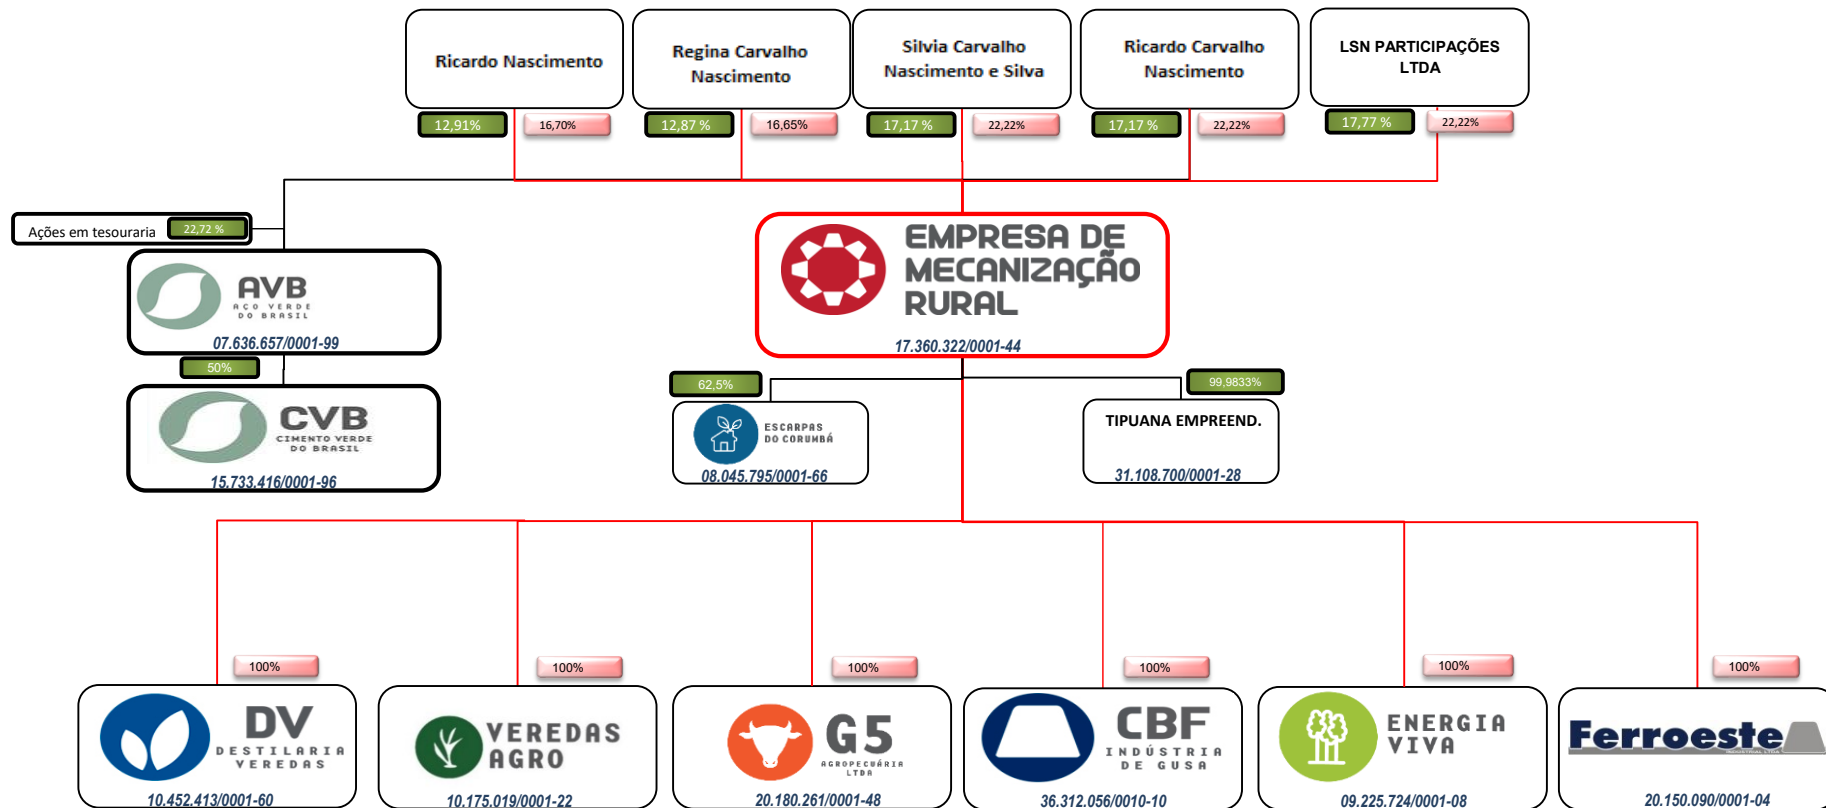 Ricardo Nascimento
Regina Carvalho
Nascimento
Silvia Carvalho
Nascimento e Silva
Ricardo Carvalho
Nascimento
LSN PARTICIPAÇÕES
LTDA
12,91%
16,70%
12,87 %
16,65%
17,17 %
22,22%
17,17 %
22,22%
17,77 %
22,22%
Ações em tesouraria
22,72 %
AVB
AÇO VERDE
DO BRASIL
07.636.657/0001-99
EMPRESA DE
MECANIZAÇÃO
RURAL
17.360.322/0001-44
50%
CVB
CIMENTO VERDE
DO BRASIL
15.733.416/0001-96
62,5%
ESCARPAS
DO CORUMBÁ
08.045.795/0001-66
99,9833%
TIPUANA EMPREEND.
31.108.700/0001-28
100%
100%
100%
100%
100%
100%
DV
DESTILARIA
VEREDAS
10.452.413/0001-60
VEREDAS
AGRO
10.175.019/0001-22
G5
AGROPECUÁRIA
LTDA
20.180.261/0001-48
CBF
INDÚSTRIA
DE GUSA
36.312.056/0010-10
ENERGIA
VIVA
09.225.724/0001-08
Ferroeste
INDUSTRIAL LTDA
20.150.090/0001-04